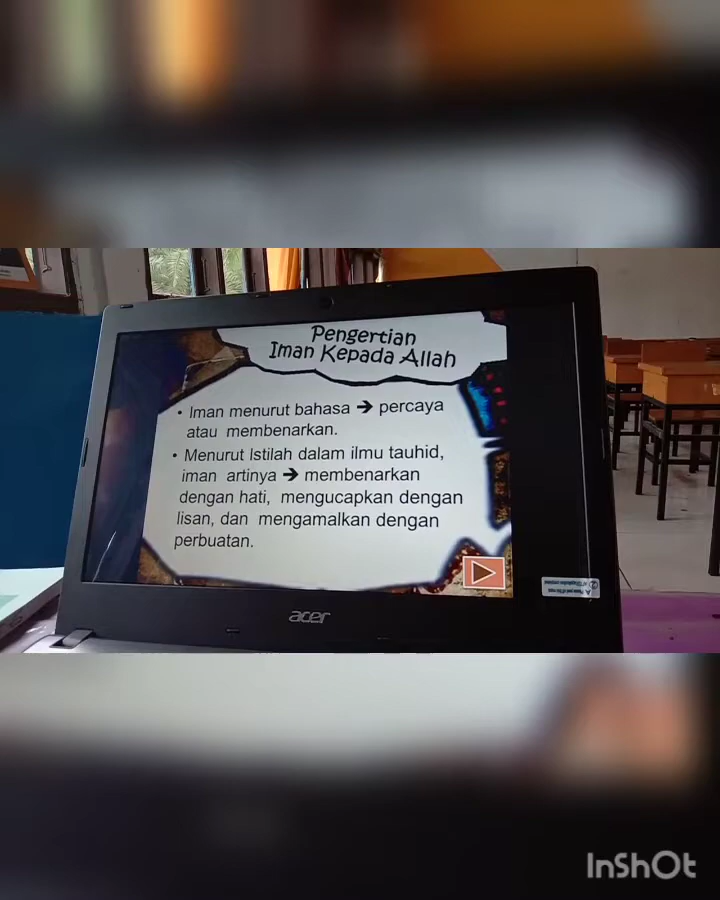 Pengertian
Iman Kepada Allah
• Iman menurut bahasa ➔ percaya
atau membenarkan.
• Menurut Istilah dalam ilmu tauhid,
iman artinya ➔ membenarkan
dengan hati, mengucapkan dengan
lisan, dan mengamalkan dengan
perbuatan.
acer
InShOt